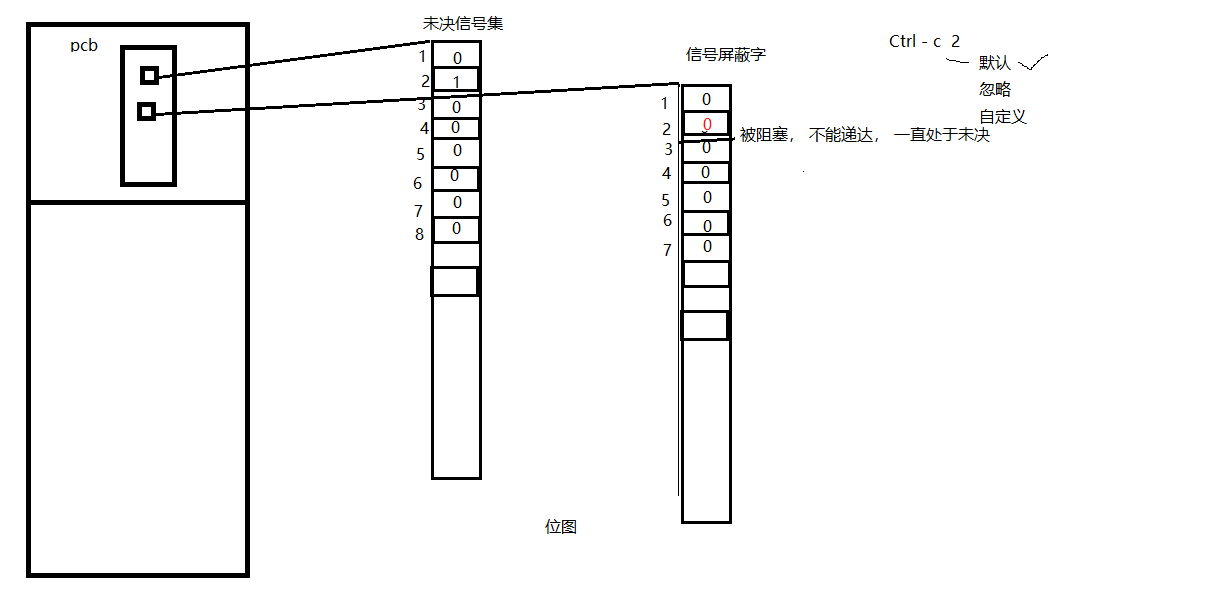 pcb
未决信号集
1 0
2 1
3 0
4 0
5 0
6 0
7 0
8 0
信号屏蔽字
1 0
2 0
3 0
4 0
5 0
6 0
7 0
Ctrl - c 2
默认
忽略
自定义
被阻塞， 不能递达， 一直处于未决
位图